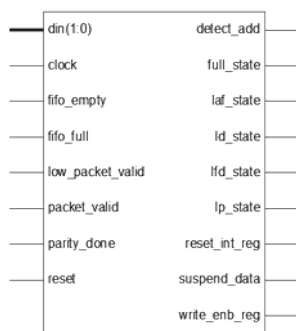 din(1:0) detect_add
clock full_state
fifo_empty laf_state
fifo_full ld_state
low_packet_valid lfd_state
packet_valid lp_state
parity_done reset_int_reg
reset suspend_data
write_enb_reg